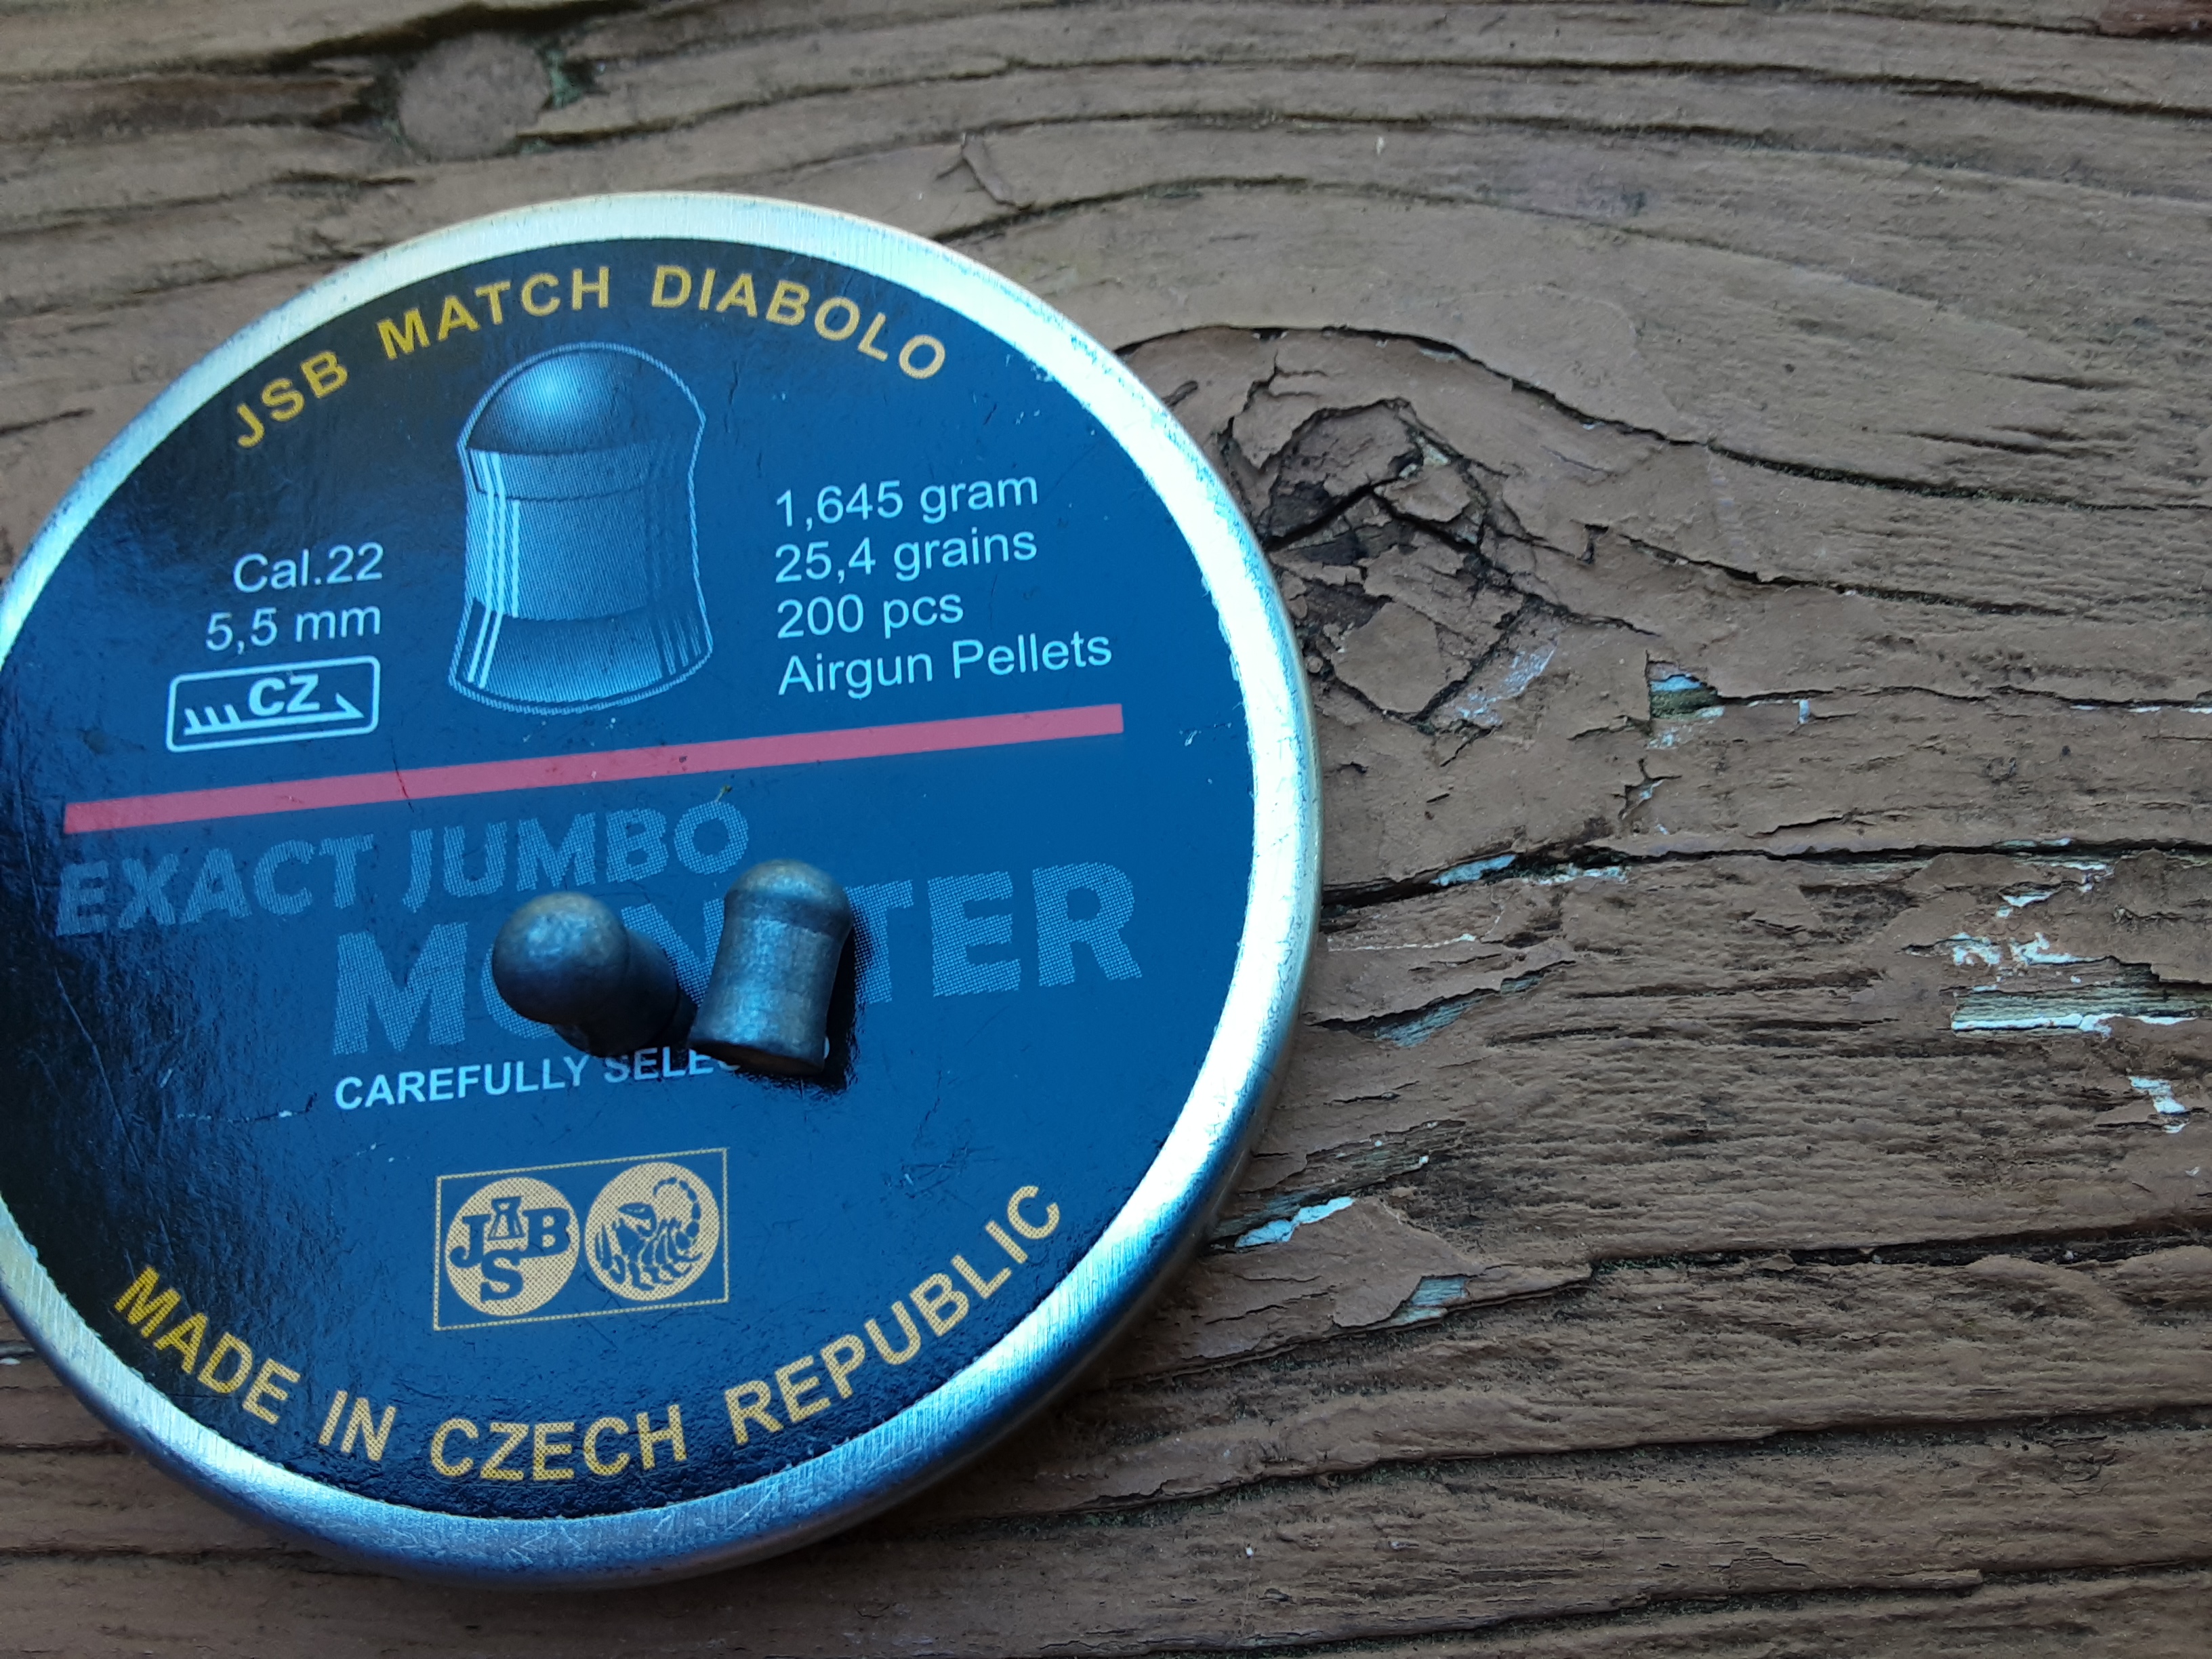 JSB MATCH DIABOLO
Cal.22
5,5 mm
CZ
1,645 gram
25,4 grains
200 pcs
Airgun Pellets
EXACT JUMBO
CAREFULLY
JSB
MADE IN CZECH REPUBLIC